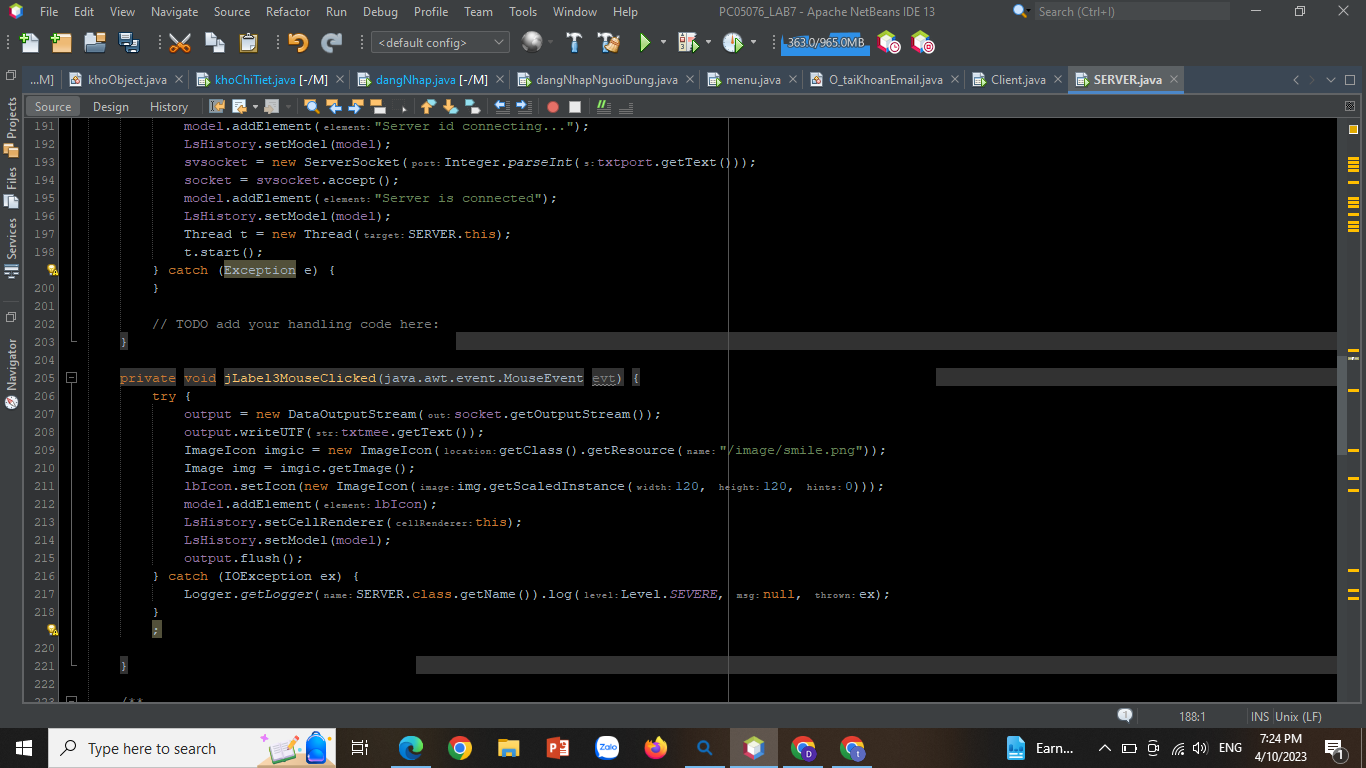 File Edit View Navigate Source Refactor Run Debug Profile Team Tools Window Help PC05076_LAB7 - Apache NetBeans IDE 13 Search (Ctrl+I)
<default config> 363.0/965.0MB
...M] khoObject.java khoChiTiet.java [-/M] dangNhap.java [-/M] dangNhapNguoiDung.java menu.java O_taiKhoanEmail.java Client.java SERVER.java
Source Design History
Projects
Files
Services
Navigator
191 model.addElement( element: "Server id connecting...");
192 LsHistory.setModel(model);
193 svsocket = new ServerSocket( port: Integer.parseInt( s: txtport.getText()));
194 socket = svsocket.accept();
195 model.addElement( element: "Server is connected");
196 LsHistory.setModel(model);
197 Thread t = new Thread( target: SERVER.this);
198 t.start();
} catch (Exception e) {
200 }
201
202 // TODO add your handling code here:
203 }
204
205 private void jLabel3MouseClicked(java.awt.event.MouseEvent evt) {
206 try {
207 output = new DataOutputStream( out: socket.getOutputStream());
208 output.writeUTF( str: txtmee.getText());
209 ImageIcon imgic = new ImageIcon( location: getClass().getResource( name: "/image/smile.png"));
210 Image img = imgic.getImage();
211 lbIcon.setIcon(new ImageIcon( image: img.getScaledInstance( width: 120, height: 120, hints: 0)));
212 model.addElement( element: lbIcon);
213 LsHistory.setCellRenderer( cellRenderer: this);
214 LsHistory.setModel(model);
215 output.flush();
216 } catch (IOException ex) {
217 Logger.getLogger( name: SERVER.class.getName()).log( level: Level.SEVERE, msg: null, thrown: ex);
218 }
;
220
221 }
222
223 /**
1 188:1 INS Unix (LF)
Type here to search Zalo D t Earn... ENG 7:24 PM
4/10/2023 1